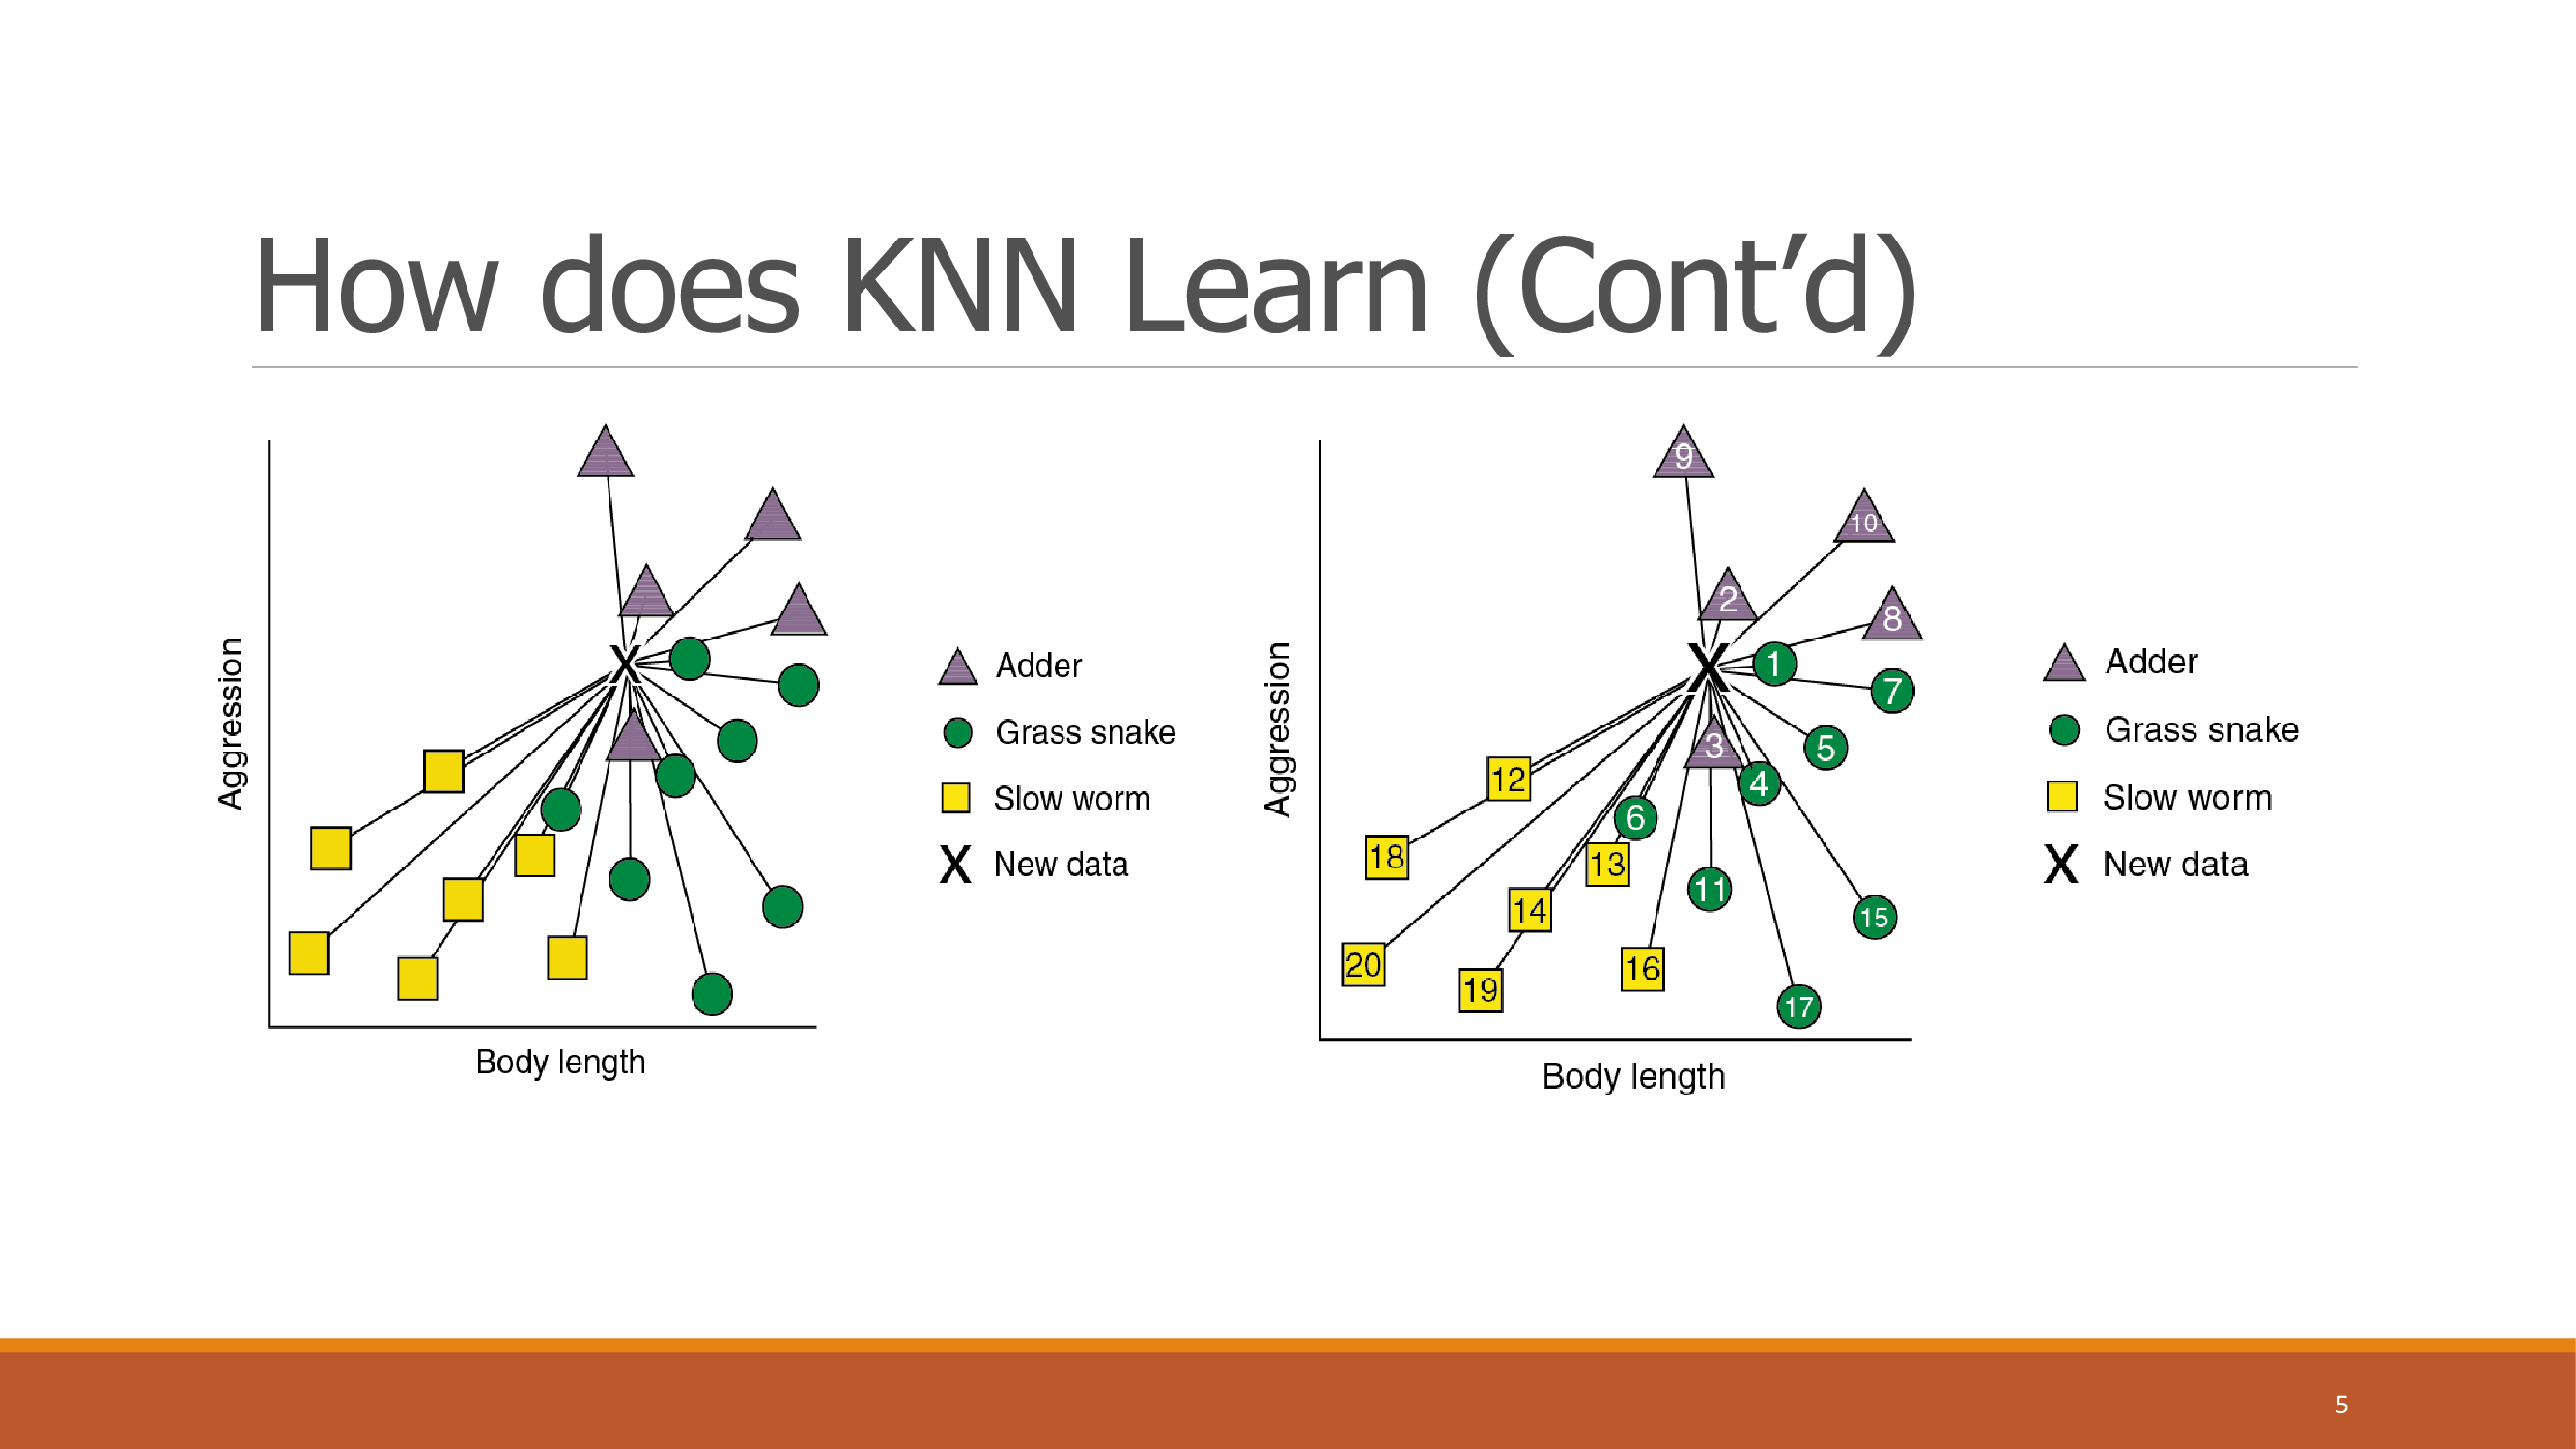 How does KNN Learn (Cont’d)
Aggression
Body length
Adder
Grass snake
Slow worm
X New data
X
Aggression
Body length
9
10
2
8
X
1
7
3
5
12
4
6
18
13
11
14
15
20
16
19
17
Adder
Grass snake
Slow worm
X New data
5